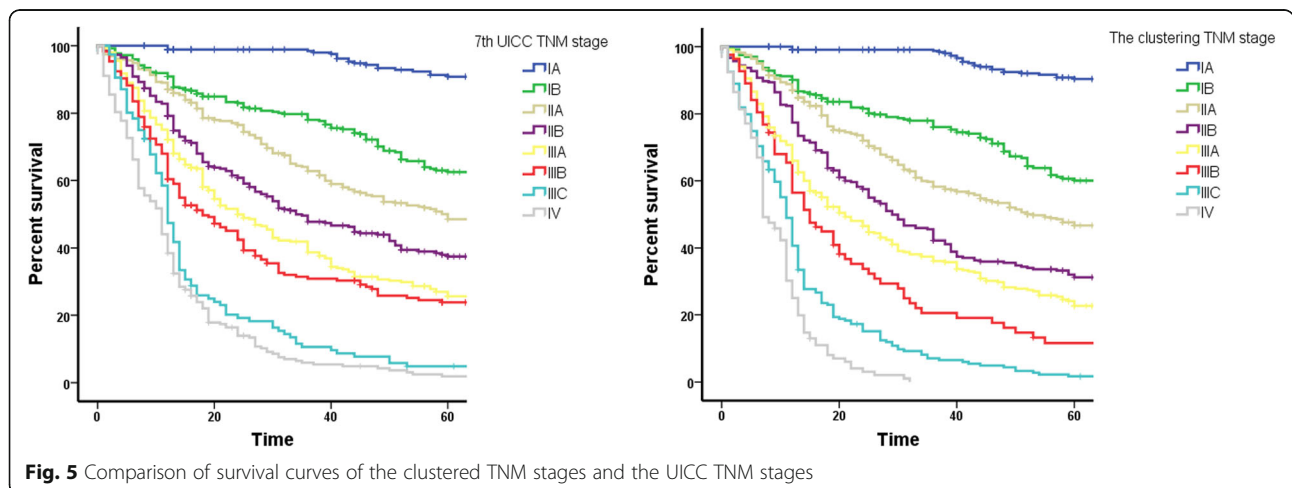 7th UICC TNM stage
IA
IB
IIA
IIB
IIIA
IIIB
IIIC
IV
Percent survival
100
80
60
40
20
0
0 20 40 60
Time
The clustering TNM stage
IA
IB
IIA
IIB
IIIA
IIIB
IIIC
IV
Percent survival
100
80
60
40
20
0
0 20 40 60
Time
Fig. 5 Comparison of survival curves of the clustered TNM stages and the UICC TNM stages